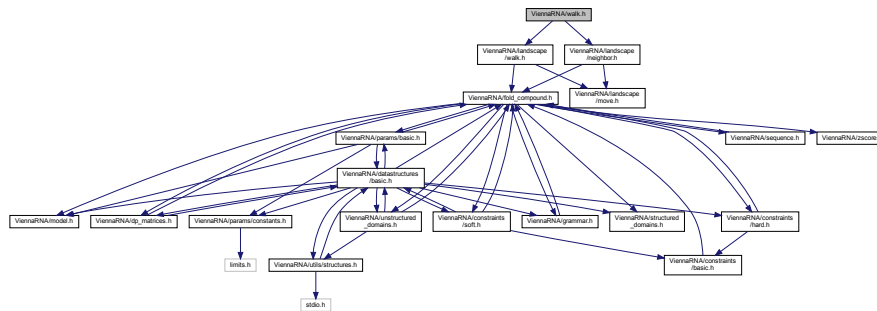 ViennaRNA/walk.h
ViennaRNA/landscape
/walk.h
ViennaRNA/landscape
/neighbor.h
ViennaRNA/fold_compound.h
ViennaRNA/landscape
/move.h
ViennaRNA/params/basic.h
ViennaRNA/sequence.h
ViennaRNA/zscore
ViennaRNA/datastructures
/basic.h
ViennaRNA/model.h
ViennaRNA/dp_matrices.h
ViennaRNA/params/constants.h
ViennaRNA/unstructured
_domains.h
ViennaRNA/constraints
/soft.h
ViennaRNA/grammar.h
ViennaRNA/structured
_domains.h
ViennaRNA/constraints
/hard.h
limits.h
ViennaRNA/utils/structures.h
ViennaRNA/constraints
/basic.h
stdio.h